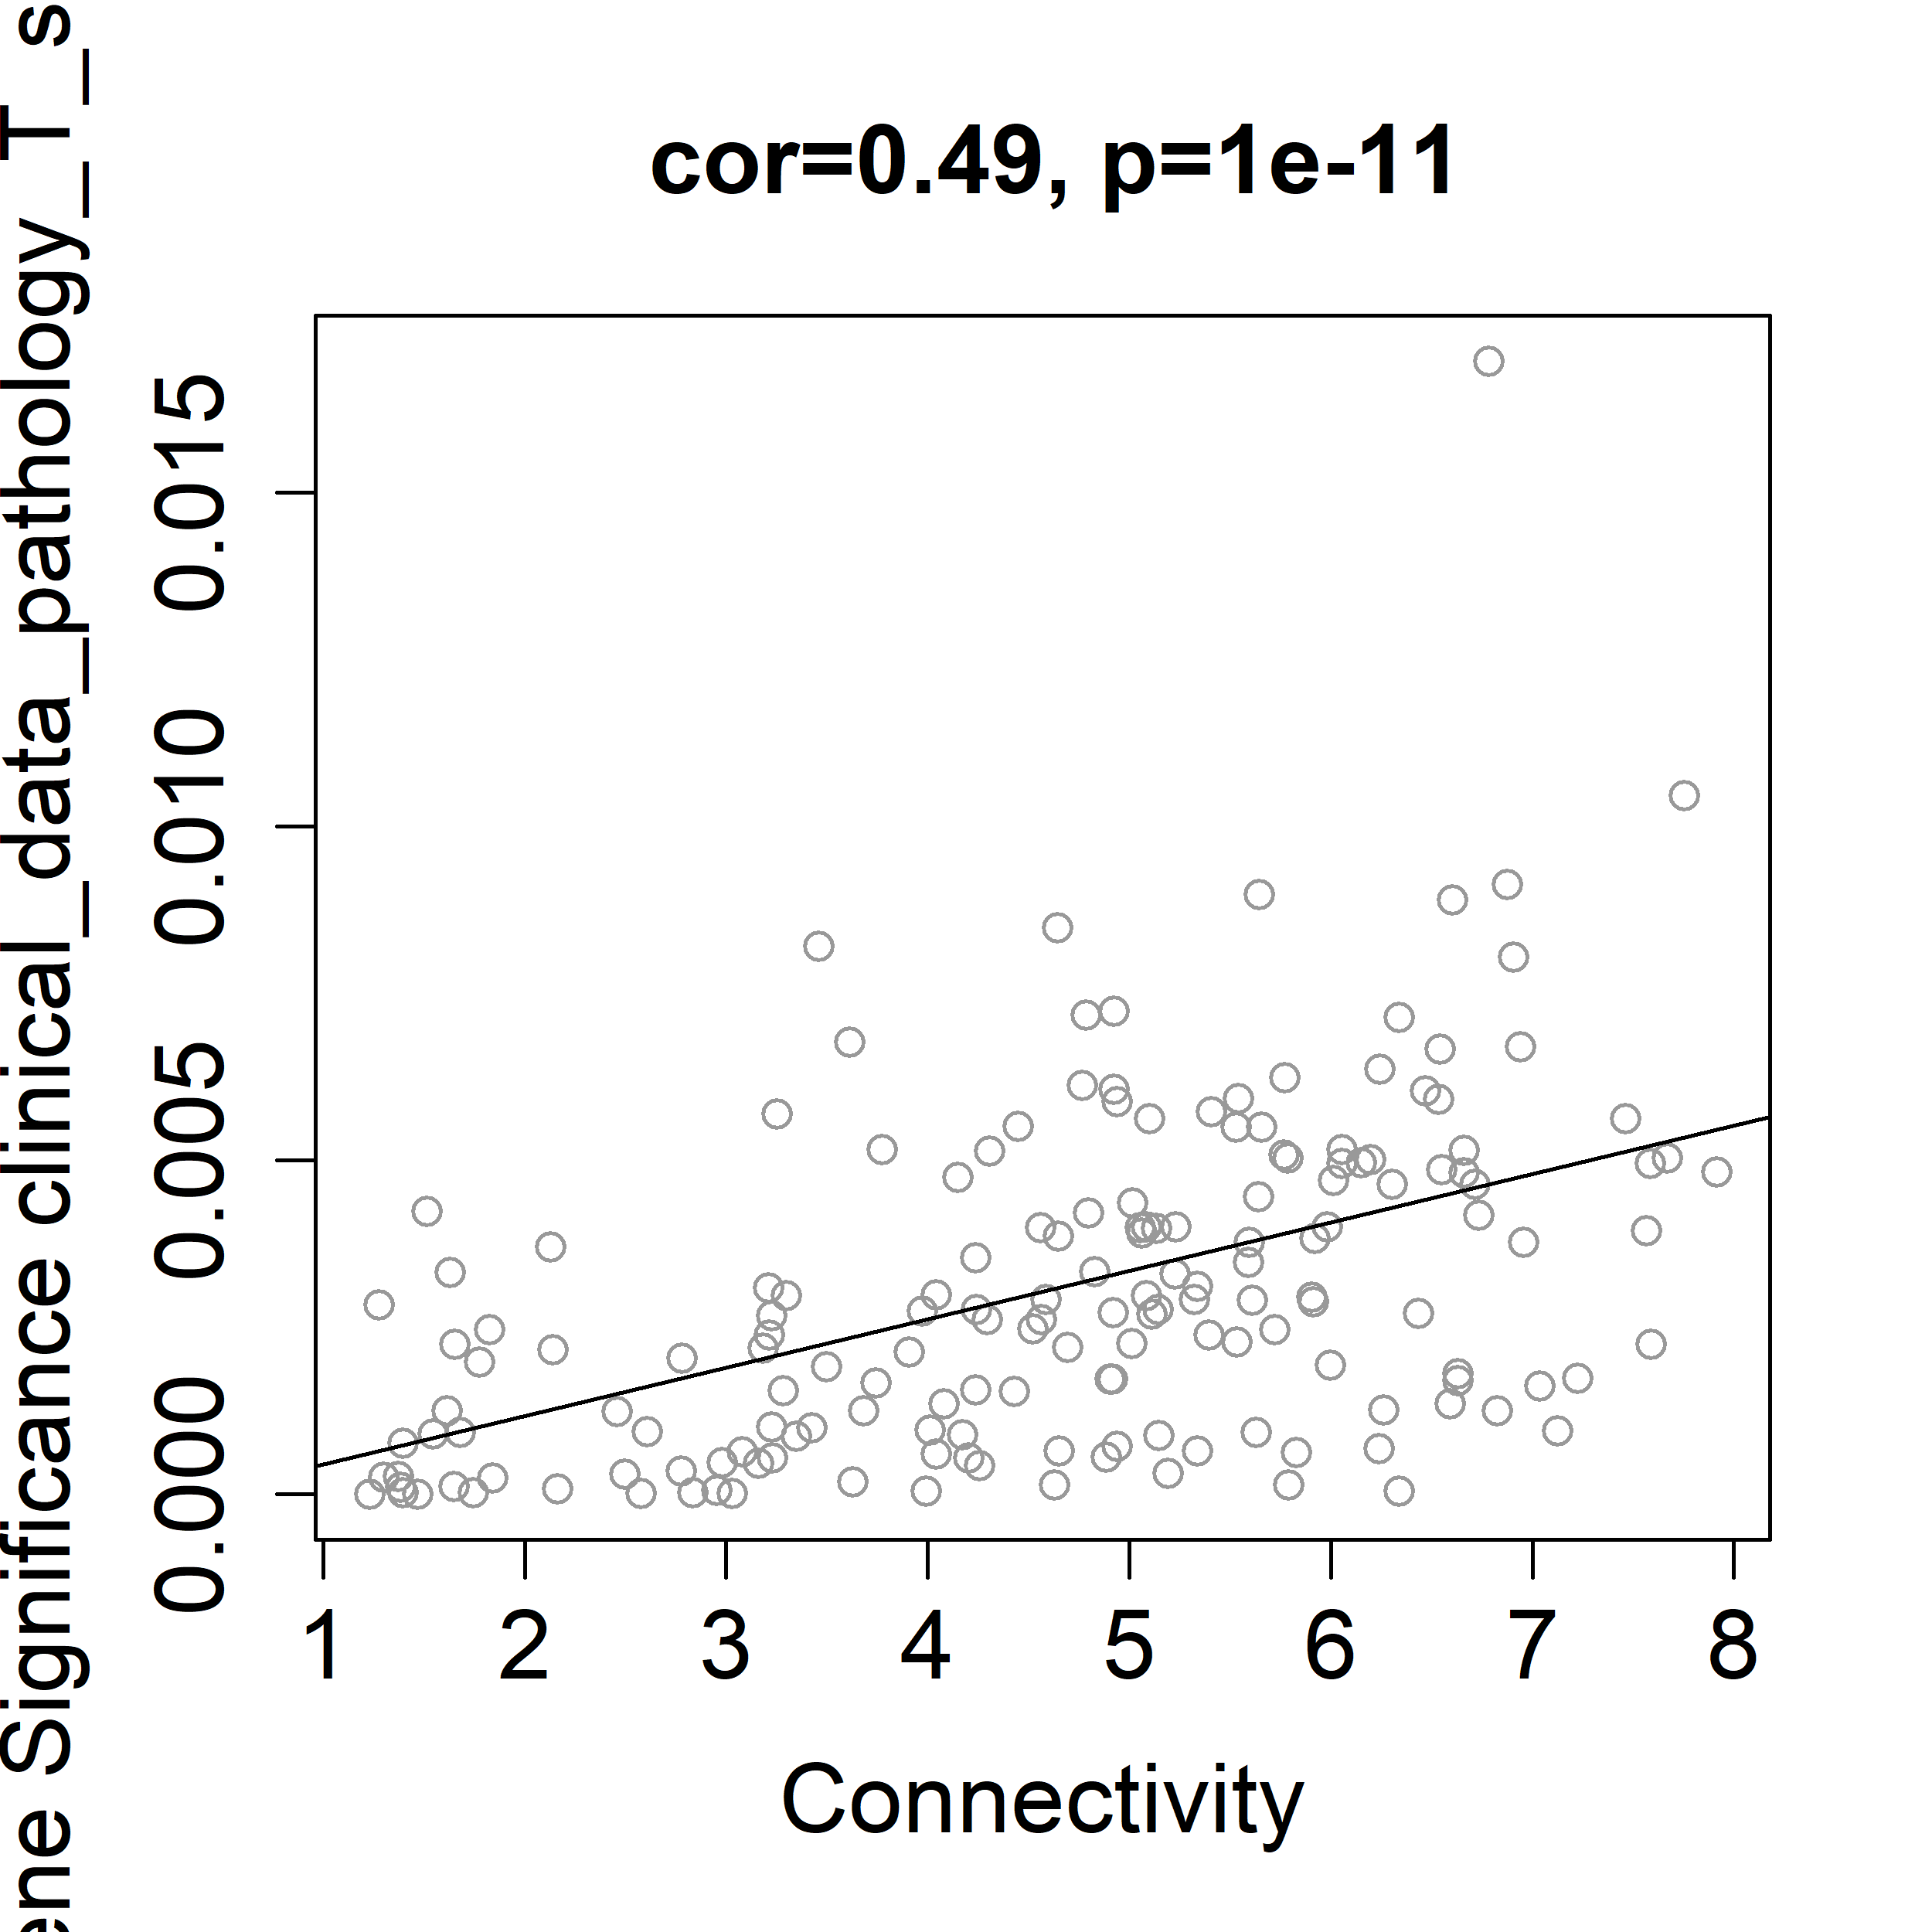 cor=0.49, p=1e-11
ene Significance clinical_data_pathology_T_s
0.015
0.010
0.005
0.000
1 2 3 4 5 6 7 8
Connectivity